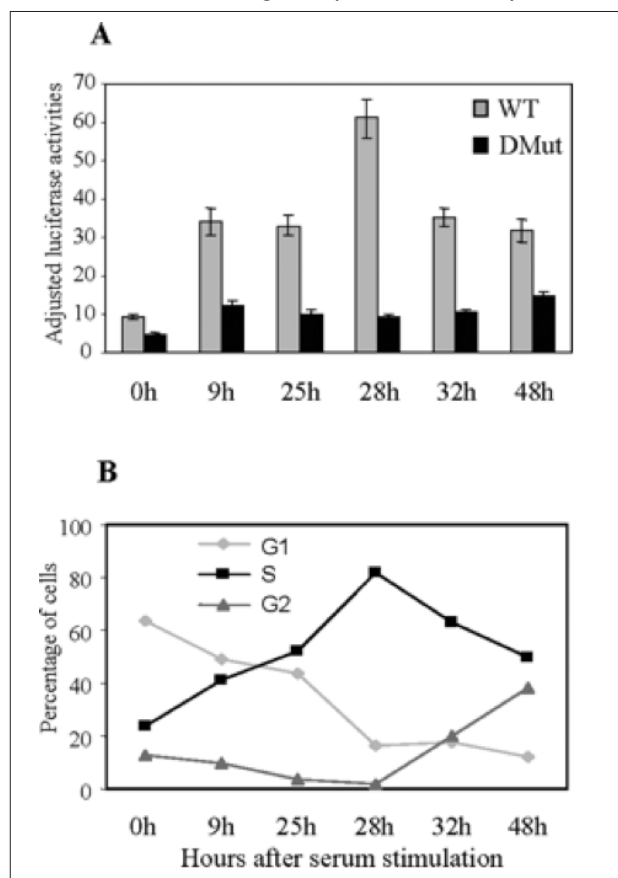 A
Adjusted luciferase activities
70
60
50
40
30
20
10
0
WT
DMut
0h 9h 25h 28h 32h 48h
B
Percentage of cells
100
80
60
40
20
0
G1
S
G2
0h 9h 25h 28h 32h 48h
Hours after serum stimulation